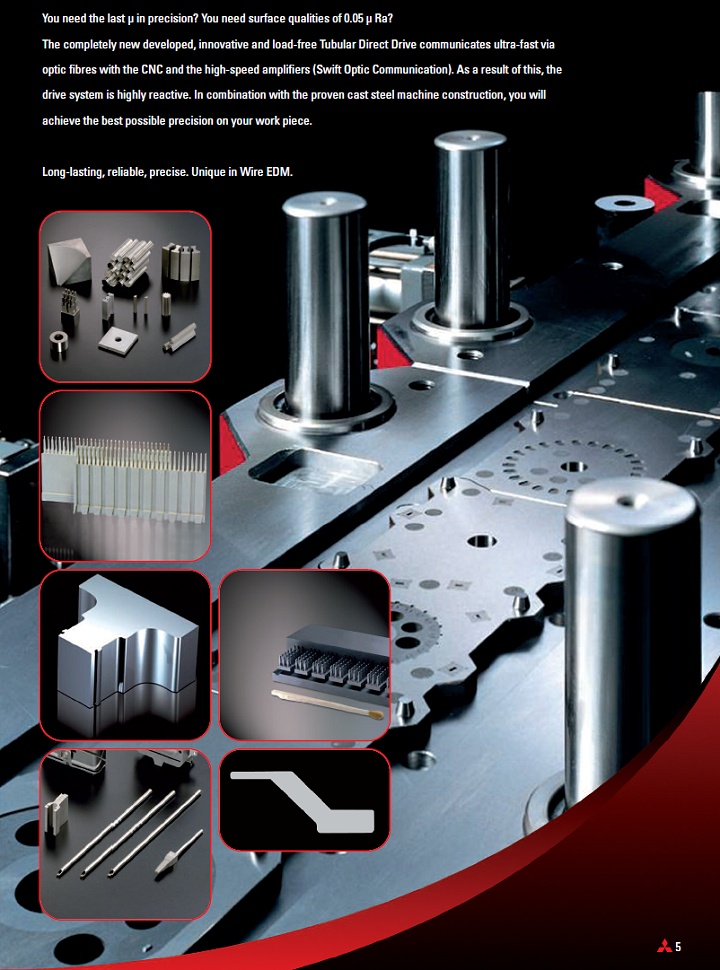 You need the last µ in precision? You need surface qualities of 0.05 µ Ra?
The completely new developed, innovative and load-free Tubular Direct Drive communicates ultra-fast via
optic fibres with the CNC and the high-speed amplifiers (Swift Optic Communication). As a result of this, the
drive system is highly reactive. In combination with the proven cast steel machine construction, you will
achieve the best possible precision on your work piece.
Long-lasting, reliable, precise. Unique in Wire EDM.
5